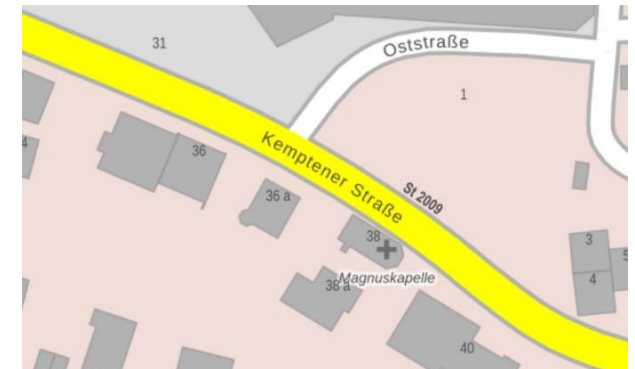 31
Oststraße
1
4
36
Kemptener Straße
St 2009
36 a
38
3
5
Magnuskapelle
38 a
4
40